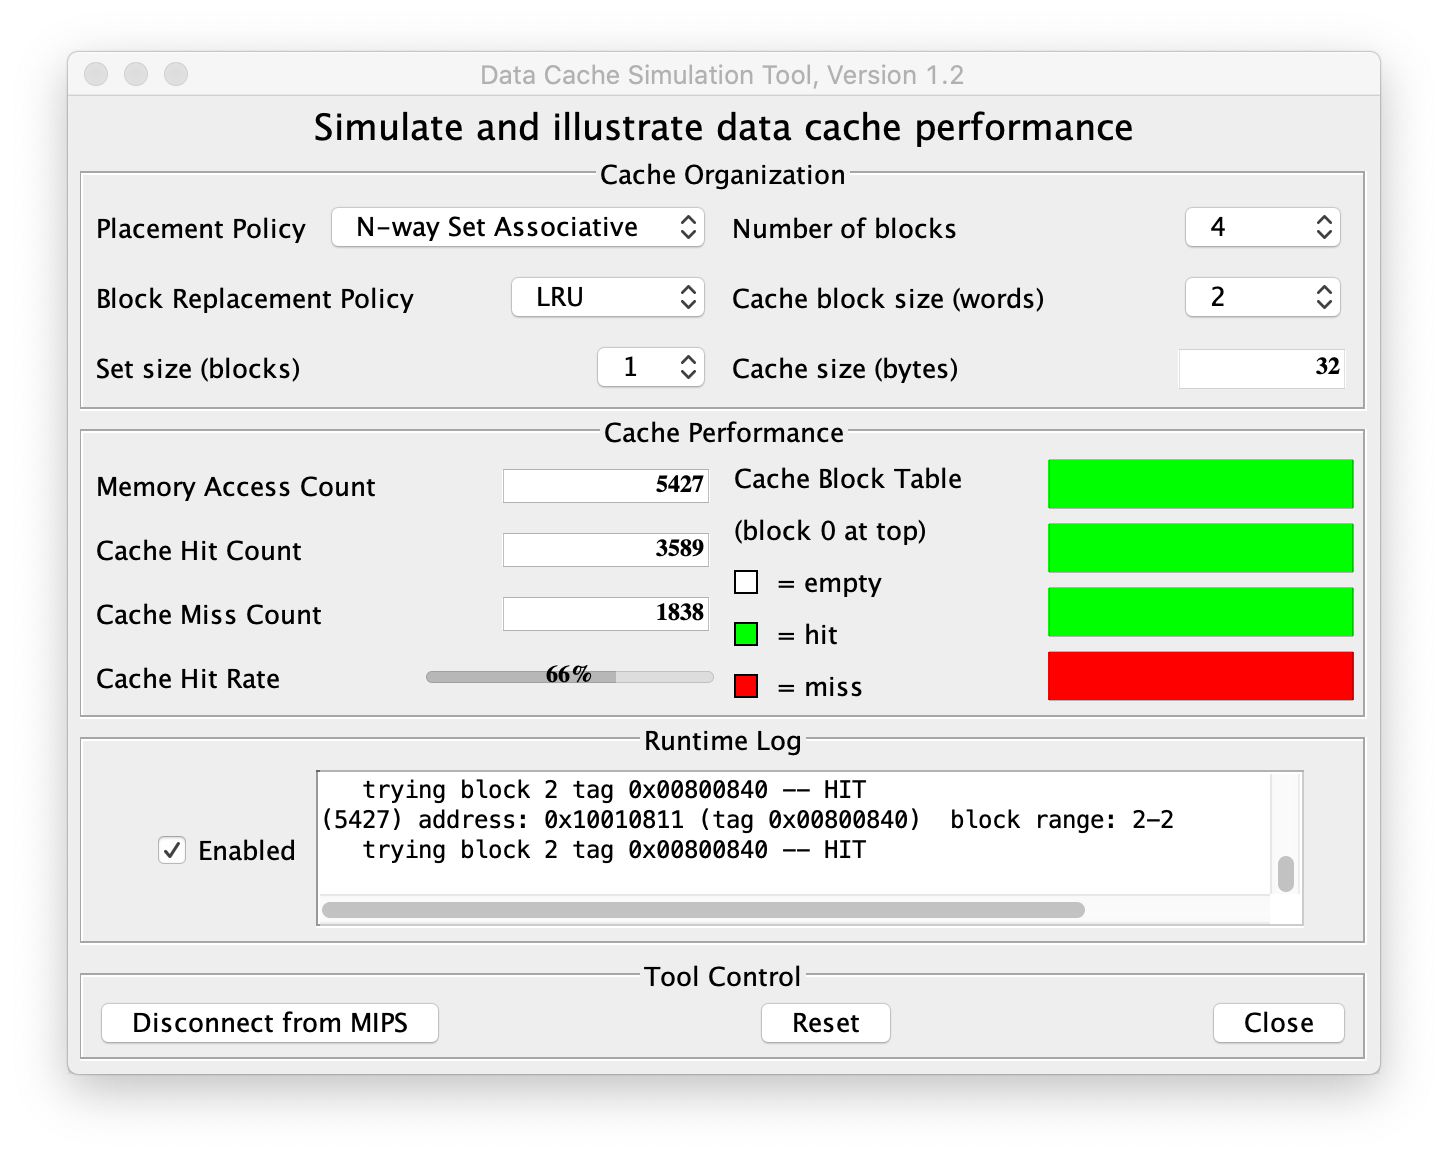 Data Cache Simulation Tool, Version 1.2
Simulate and illustrate data cache performance
Cache Organization
Placement Policy N-way Set Associative Number of blocks 4
Block Replacement Policy LRU Cache block size (words) 2
Set size (blocks) 1 Cache size (bytes) 32
Cache Performance
Memory Access Count 5427
Cache Hit Count 3589
Cache Miss Count 1838
Cache Hit Rate 66%
Cache Block Table
(block 0 at top)
= empty
= hit
= miss
Runtime Log
Enabled
trying block 2 tag 0x00800840 -- HIT
(5427) address: 0x10010811 (tag 0x00800840) block range: 2-2
trying block 2 tag 0x00800840 -- HIT
Tool Control
Disconnect from MIPS Reset Close